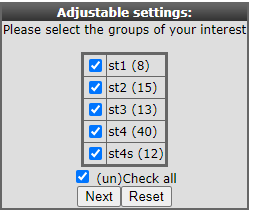 Adjustable settings:
Please select the groups of your interest
st1 (8)
st2 (15)
st3 (13)
st4 (40)
st4s (12)
(un)Check all
Next Reset